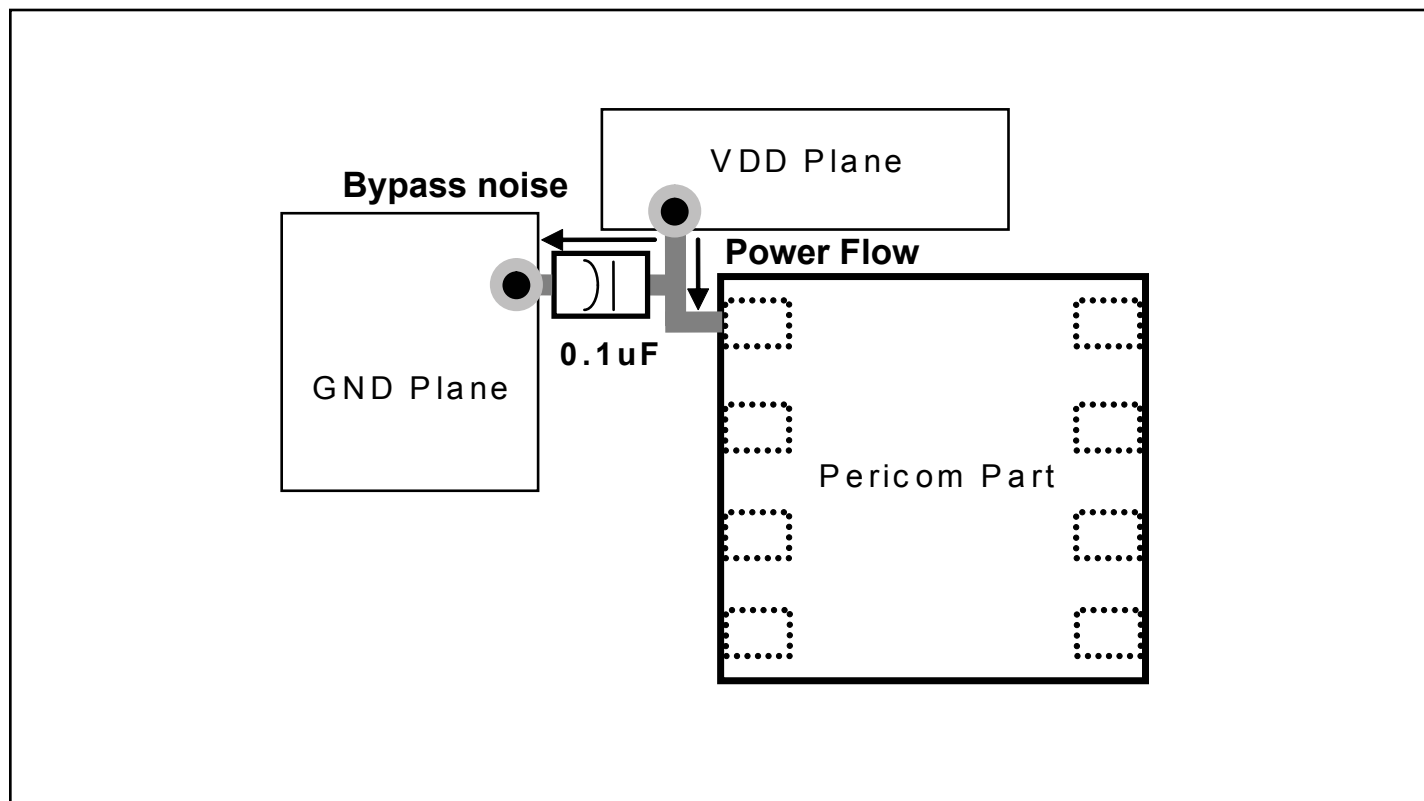 VDD Plane
Bypass noise
Power Flow
0.1uF
GND Plane
Pericom Part